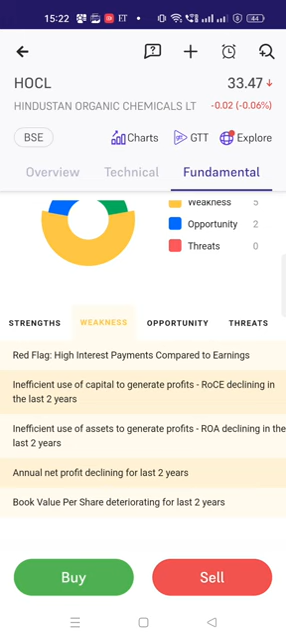 15:22 ET 44
HOCL 33.47
HINDUSTAN ORGANIC CHEMICALS LT -0.02 (-0.06%)
BSE Charts GTT Explore
Overview Technical Fundamental
Weakness 5
Opportunity 2
Threats 0
STRENGTHS WEAKNESS OPPORTUNITY THREATS
Red Flag: High Interest Payments Compared to Earnings
Inefficient use of capital to generate profits - RoCE declining in
the last 2 years
Inefficient use of assets to generate profits - ROA declining in the
last 2 years
Annual net profit declining for last 2 years
Book Value Per Share deteriorating for last 2 years
Buy Sell